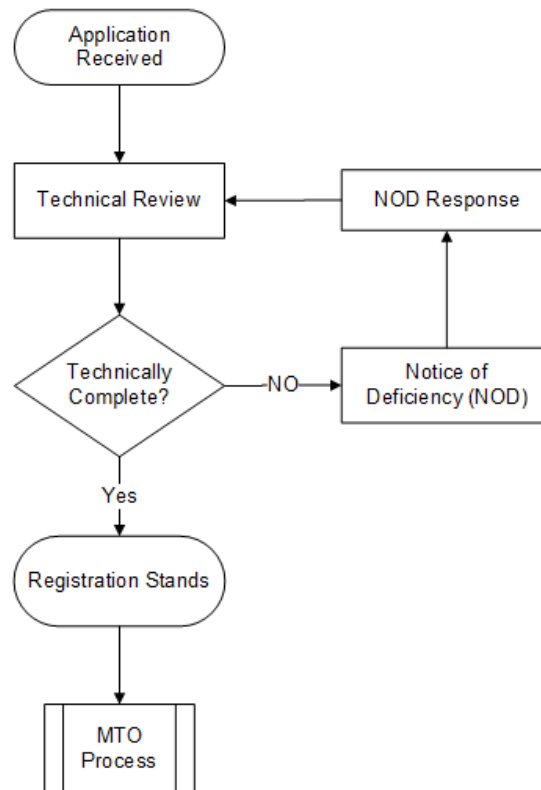 Application
Received
Technical Review
NOD Response
Technically
Complete?
NO
Notice of
Deficiency (NOD)
Yes
Registration Stands
MTO
Process